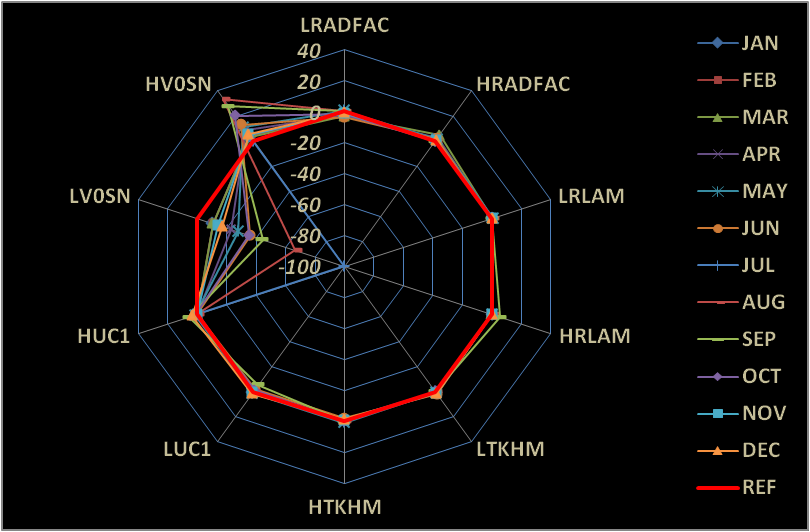 LRADFAC
HRADFAC
LRLAM
HRLAM
LTKHM
HTKHM
LUC1
HUC1
LV0SN
HV0SN
40
20
0
-20
-40
-60
-80
-100
JAN
FEB
MAR
APR
MAY
JUN
JUL
AUG
SEP
OCT
NOV
DEC
REF